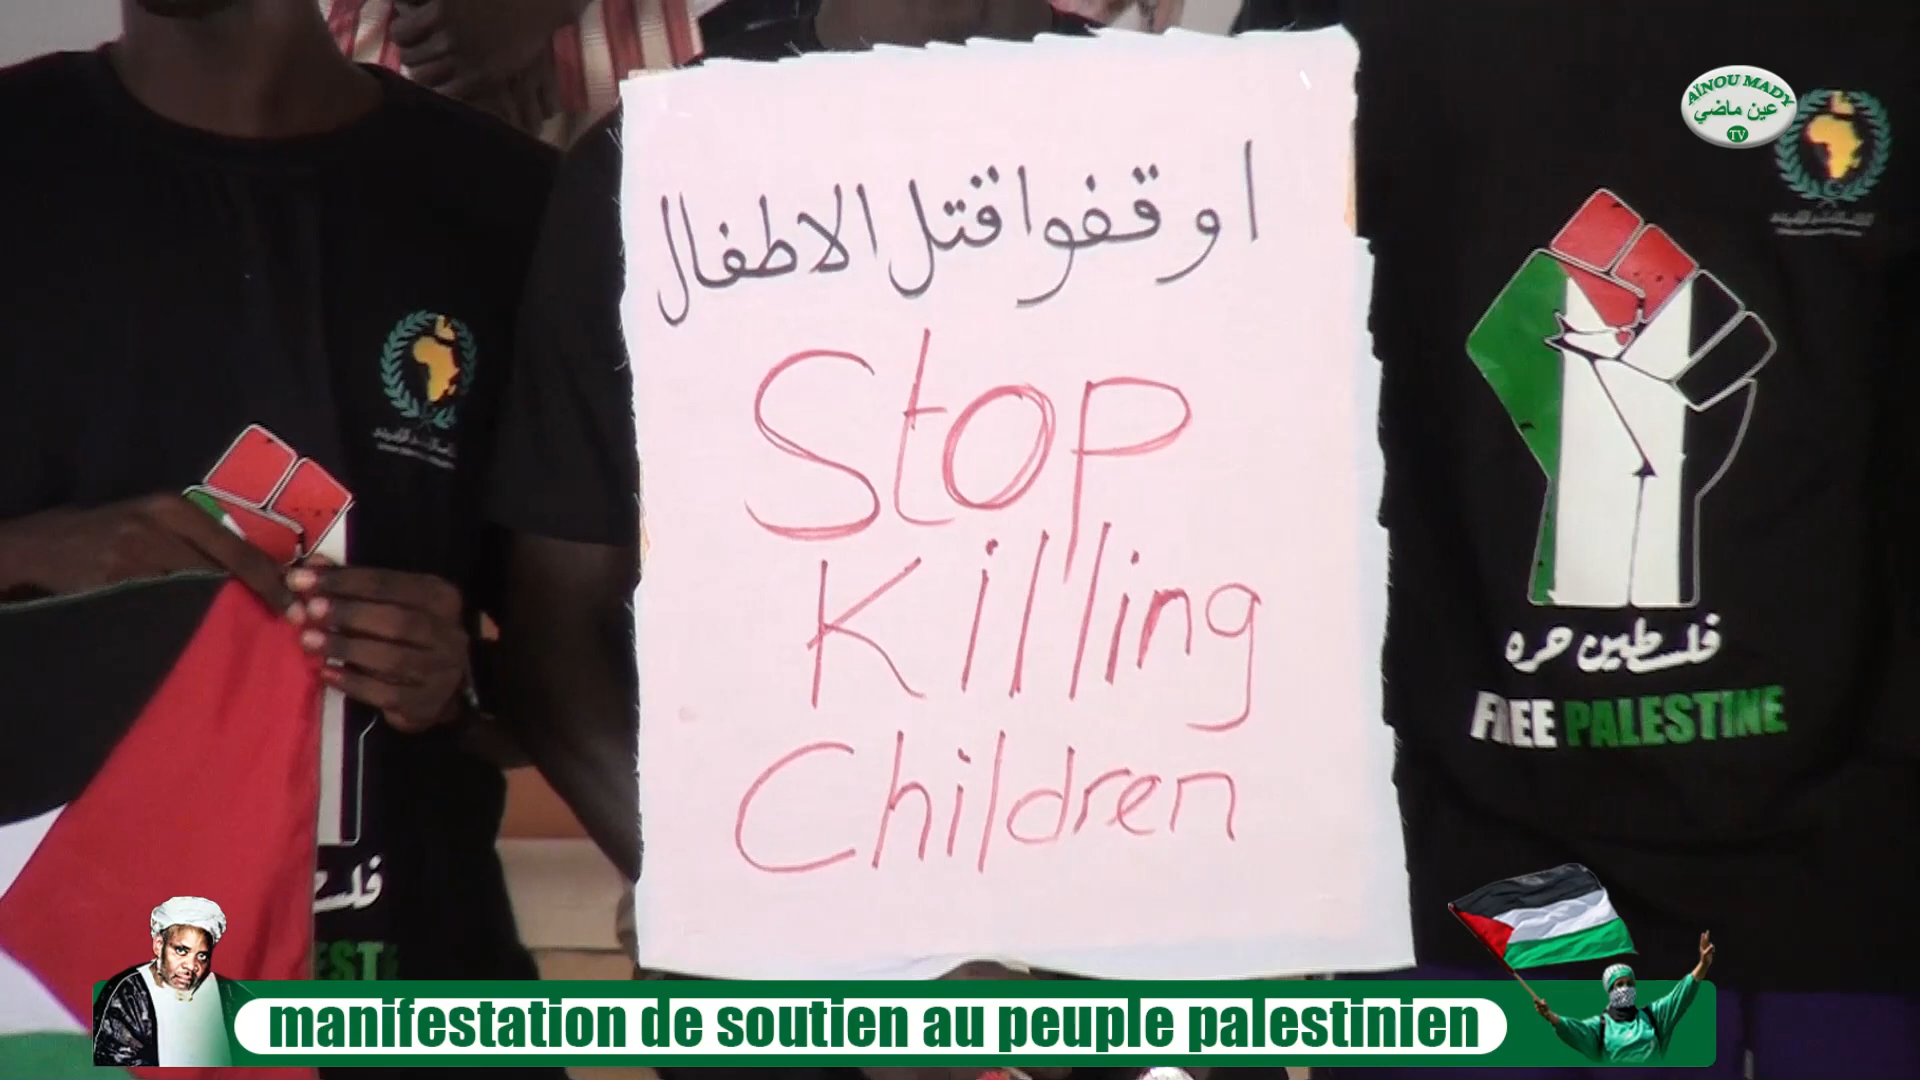 AÏNOU MADY
عين ماضي
TV
اوقفوا قتل الاطفال
Stop
Killing
Children
فلسطين حره
FREE PALESTINE
manifestation de soutien au peuple palestinien